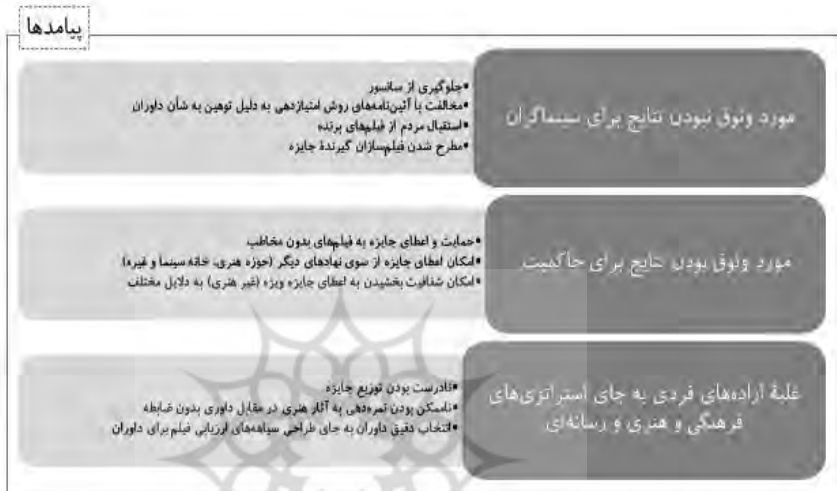 پیامدها
مورد وثوق نبودن نتایج برای سینماگران
•جلوگیری از سانسور
•مخالفت با آئین‌نامه‌های روش امتیازدهی به دلیل توهین به شأن داوران
•استقبال مردم از فیلم‌های برنده
•مطرح شدن فیلم‌سازان گیرندهٔ جایزه
مورد وثوق بودن نتایج برای حاکمیت
•حمایت و اعطای جایزه به فیلم‌های بدون مخاطب
•امکان اعطای جایزه از سوی نهادهای دیگر (حوزه هنری، خانه سینما و غیره)
•امکان شفافیت بخشیدن به اعطای جایزه ویژه (غیر هنری) به دلایل مختلف
غلبهٔ اراده‌های فردی به جای استراتژی‌های
فرهنگی و هنری و رسانه‌ای
•نادرست بودن توزیع جایزه
•ناممکن بودن نمره‌دهی به آثار هنری در مقابل داوری بدون ضابطه
•انتخاب دقیق داوران به جای طراحی سیاهه‌های ارزیابی فیلم برای داوران